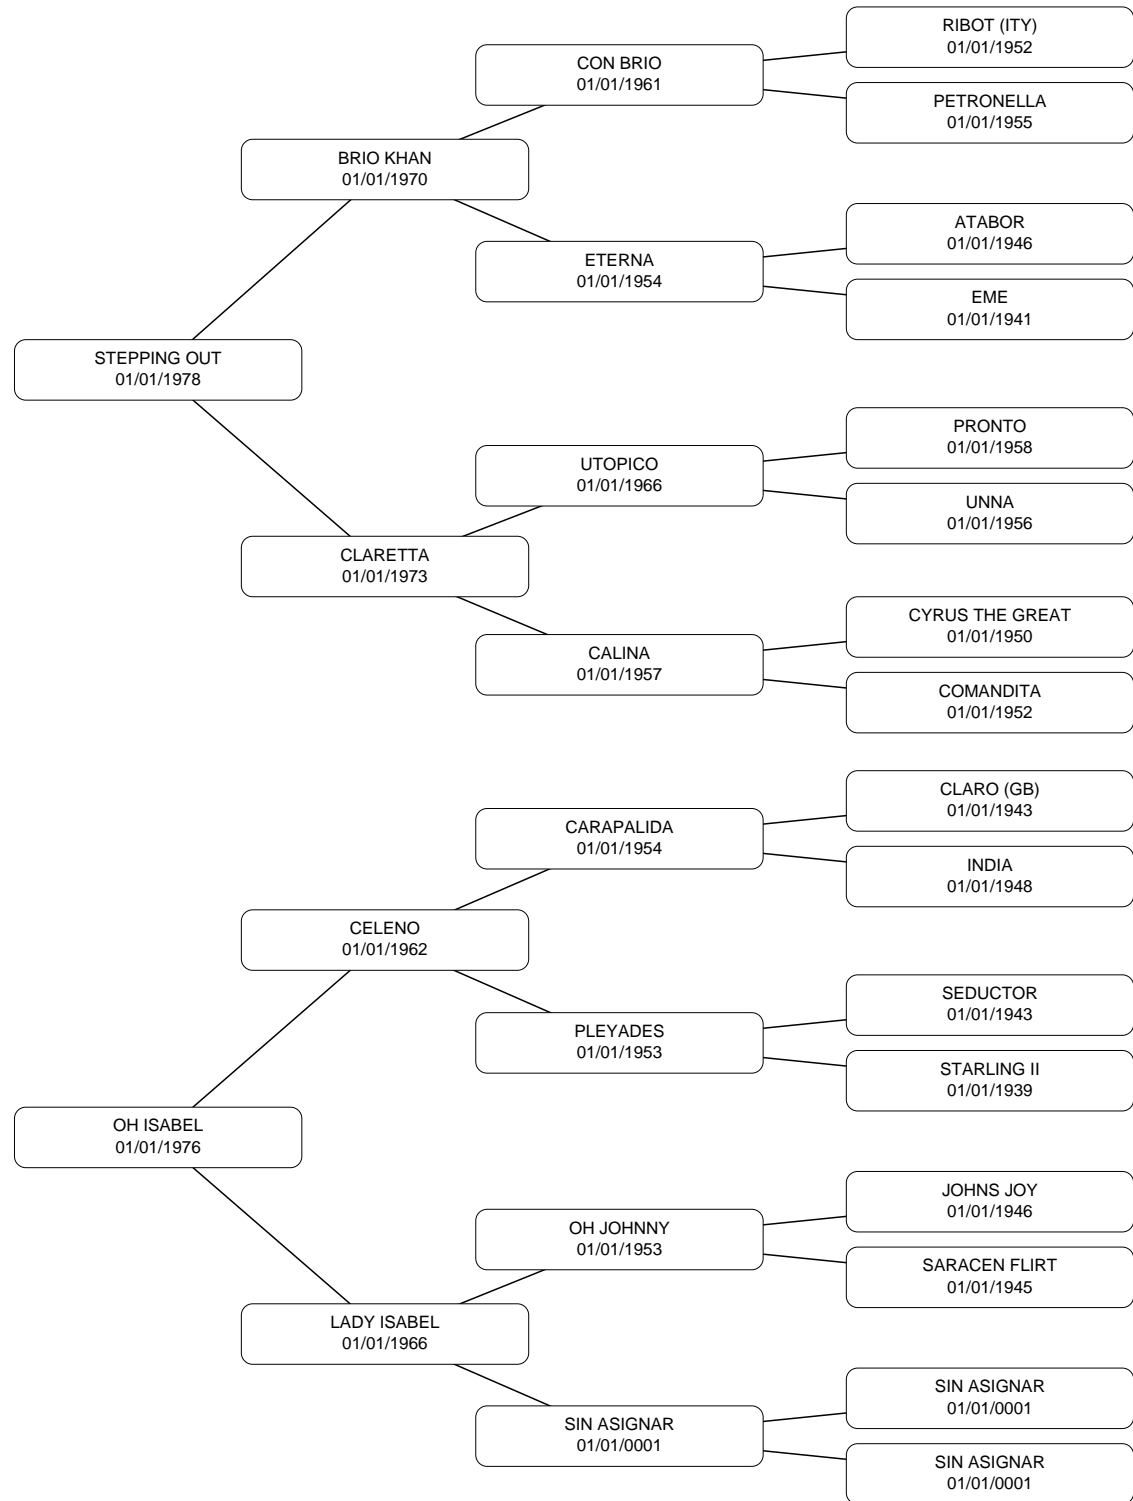 RIBOT (ITY)
01/01/1952
CON BRIO
01/01/1961
PETRONELLA
01/01/1955
BRIO KHAN
01/01/1970
ATABOR
01/01/1946
ETERNA
01/01/1954
EME
01/01/1941
STEPPING OUT
01/01/1978
PRONTO
01/01/1958
UTOPICO
01/01/1966
UNNA
01/01/1956
CLARETTA
01/01/1973
CYRUS THE GREAT
01/01/1950
CALINA
01/01/1957
COMANDITA
01/01/1952
CLARO (GB)
01/01/1943
CARAPALIDA
01/01/1954
INDIA
01/01/1948
CELENO
01/01/1962
SEDUCTOR
01/01/1943
PLEYADES
01/01/1953
STARLING II
01/01/1939
OH ISABEL
01/01/1976
JOHNS JOY
01/01/1946
OH JOHNNY
01/01/1953
SARACEN FLIRT
01/01/1945
LADY ISABEL
01/01/1966
SIN ASIGNAR
01/01/0001
SIN ASIGNAR
01/01/0001
SIN ASIGNAR
01/01/0001